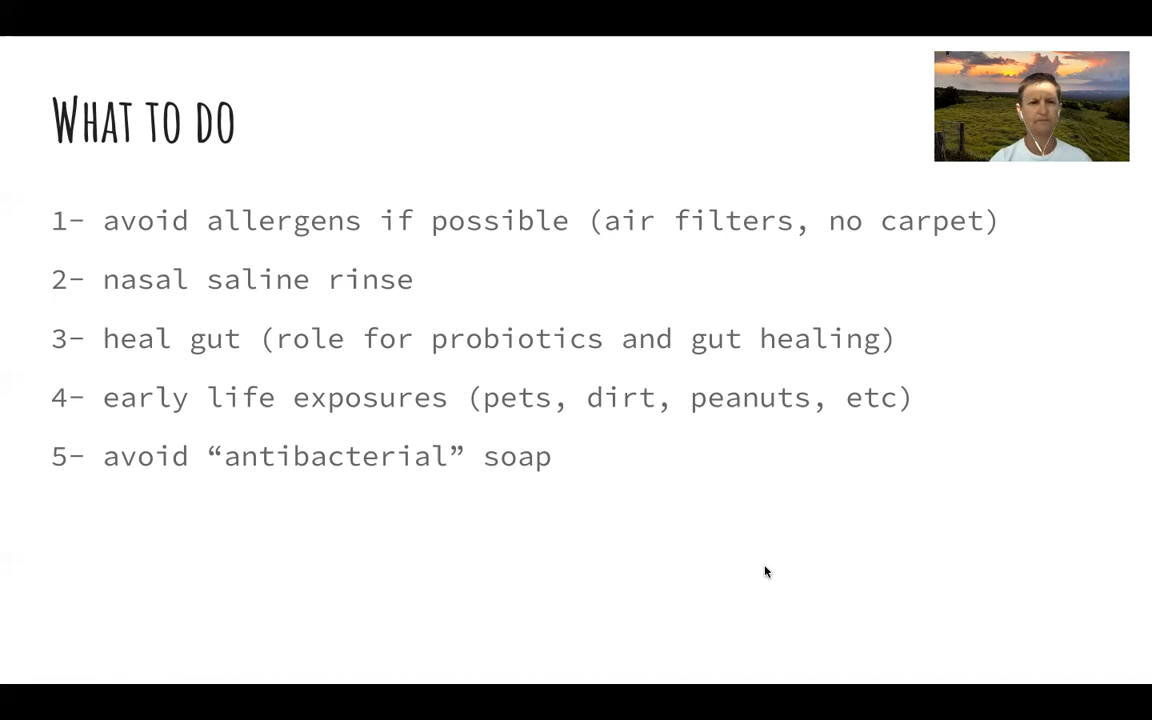 What to do
1- avoid allergens if possible (air filters, no carpet)
2- nasal saline rinse
3- heal gut (role for probiotics and gut healing)
4- early life exposures (pets, dirt, peanuts, etc)
5- avoid “antibacterial” soap